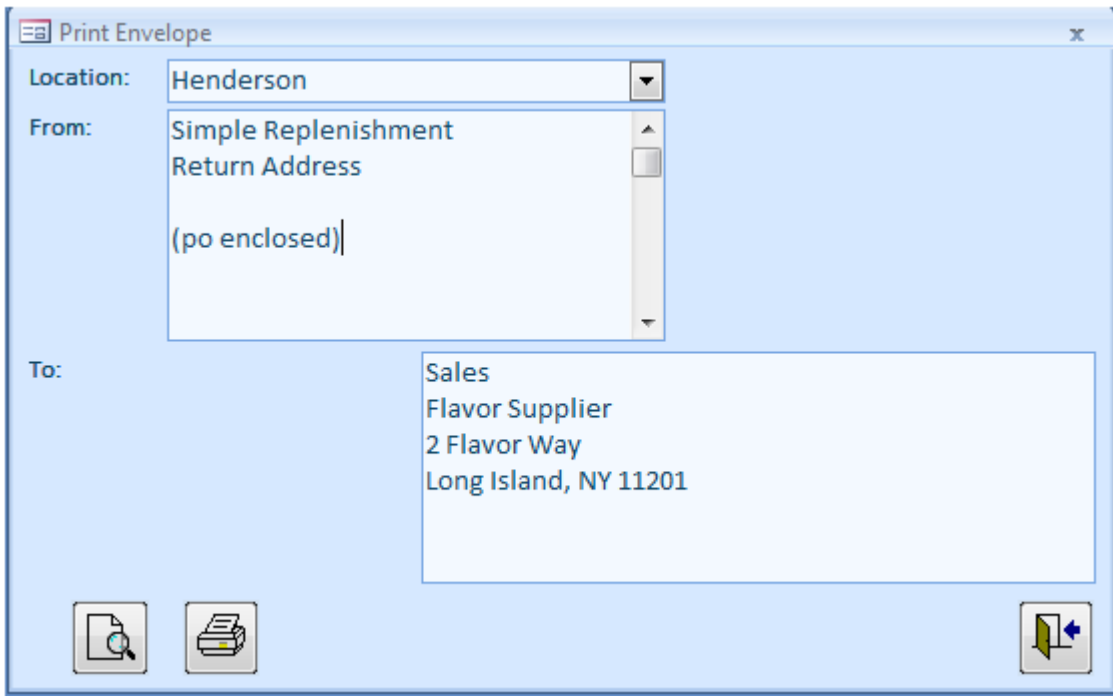 Print Envelope
x
Location:
Henderson
From:
Simple Replenishment
Return Address
(po enclosed)
To:
Sales
Flavor Supplier
2 Flavor Way
Long Island, NY 11201